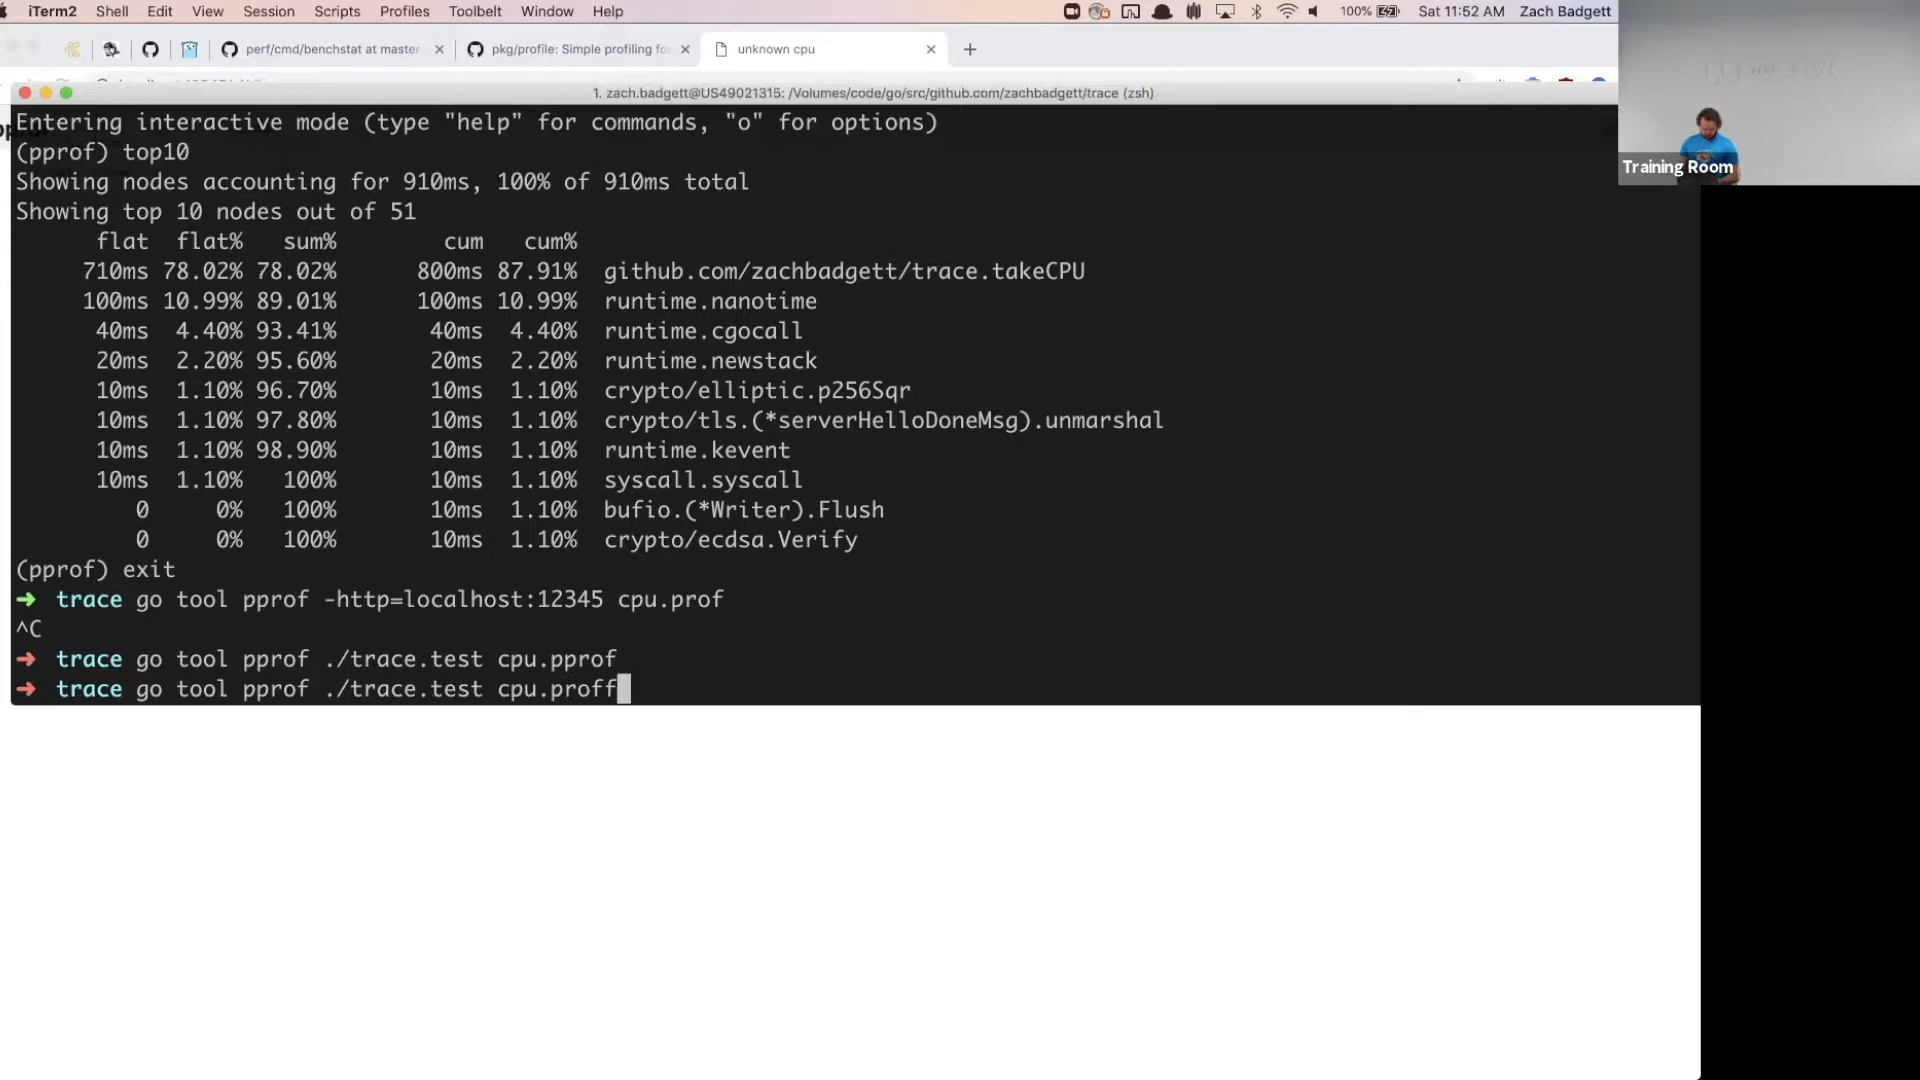 iTerm2 Shell Edit View Session Scripts Profiles Toolbelt Window Help 100% Sat 11:52 AM Zach Badgett
perf/cmd/benchstat at master pkg/profile: Simple profiling fo unknown cpu
1. zach.badgett@US49021315: /Volumes/code/go/src/github.com/zachbadgett/trace (zsh)
Entering interactive mode (type "help" for commands, "o" for options)
(pprof) top10
Showing nodes accounting for 910ms, 100% of 910ms total
Showing top 10 nodes out of 51
flat flat% sum% cum cum%
710ms 78.02% 78.02% 800ms 87.91% github.com/zachbadgett/trace.takeCPU
100ms 10.99% 89.01% 100ms 10.99% runtime.nanotime
40ms 4.40% 93.41% 40ms 4.40% runtime.cgocall
20ms 2.20% 95.60% 20ms 2.20% runtime.newstack
10ms 1.10% 96.70% 10ms 1.10% crypto/elliptic.p256Sqr
10ms 1.10% 97.80% 10ms 1.10% crypto/tls.(*serverHelloDoneMsg).unmarshal
10ms 1.10% 98.90% 10ms 1.10% runtime.kevent
10ms 1.10% 100% 10ms 1.10% syscall.syscall
0 0% 100% 10ms 1.10% bufio.(*Writer).Flush
0 0% 100% 10ms 1.10% crypto/ecdsa.Verify
(pprof) exit
➜ trace go tool pprof -http=localhost:12345 cpu.prof
^C
➜ trace go tool pprof ./trace.test cpu.pprof
➜ trace go tool pprof ./trace.test cpu.proff
Training Room